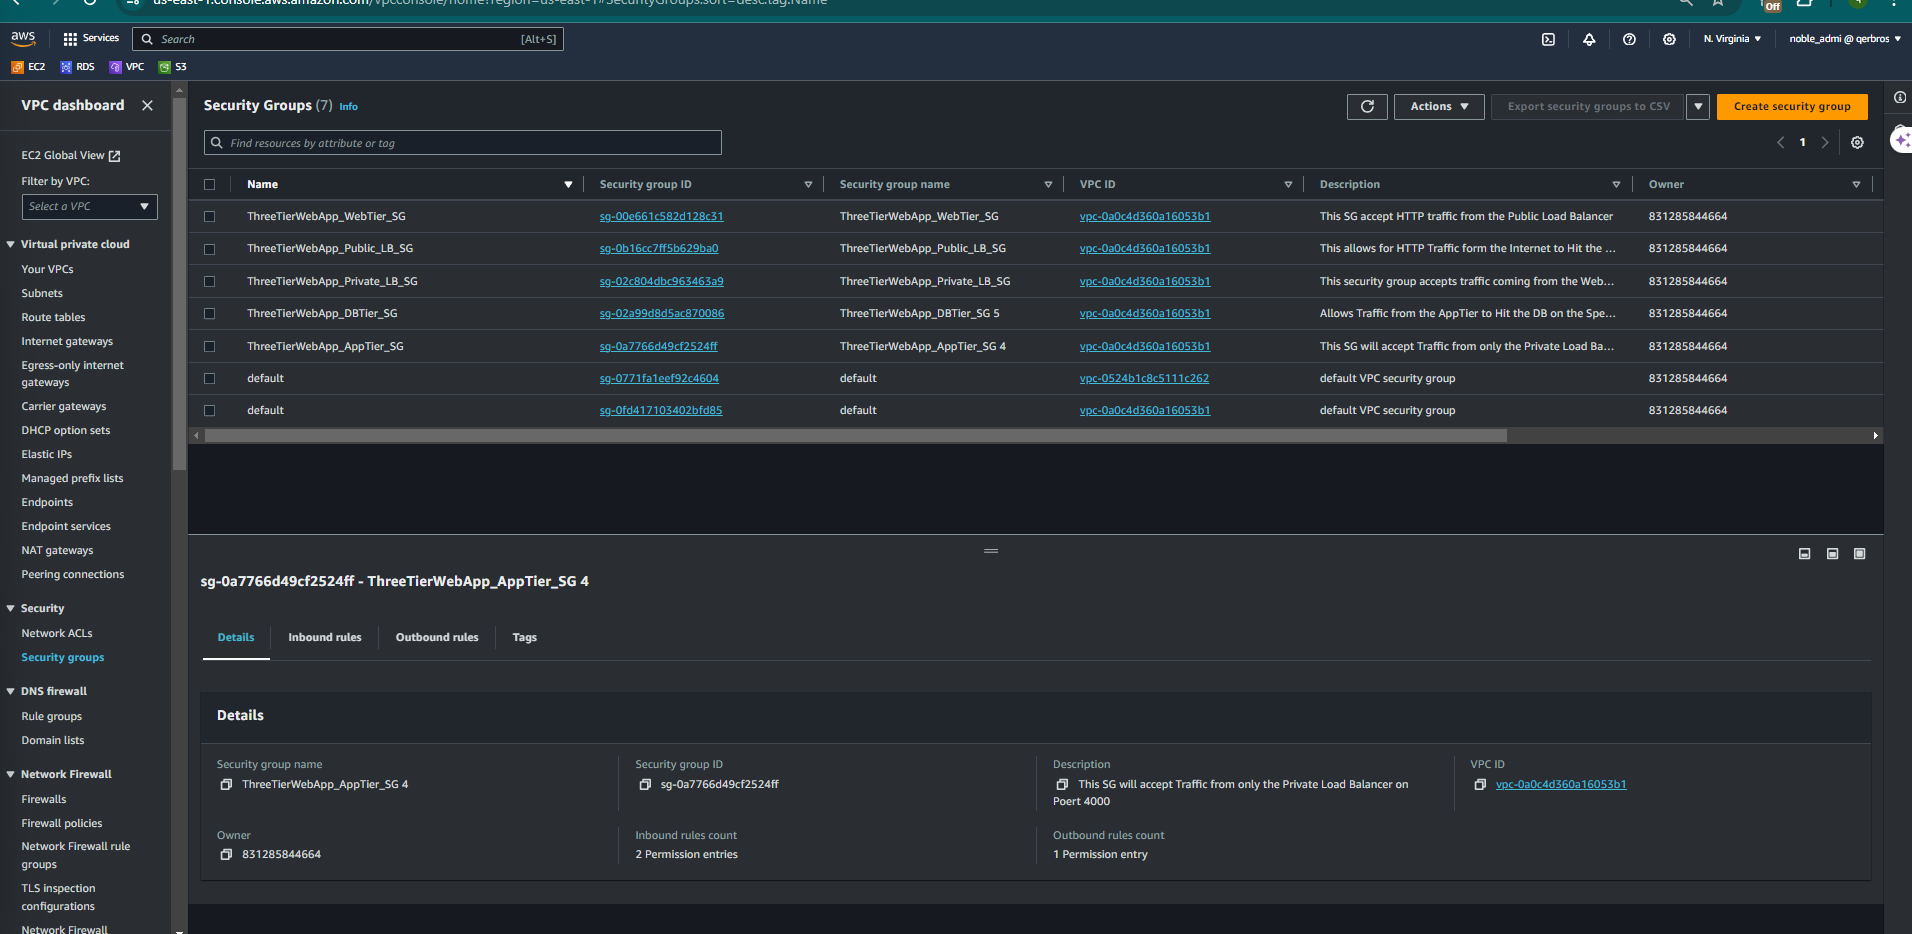 us-east-1.console.aws.amazon.com/vpcconsole/home?region=us-east-1#SecurityGroups:sort=desc:tag:Name
Off
aws
Services
Search
[Alt+S]
N. Virginia
noble_admi @ qerbros
EC2
RDS
VPC
S3
VPC dashboard
EC2 Global View
Filter by VPC:
Select a VPC
Virtual private cloud
Your VPCs
Subnets
Route tables
Internet gateways
Egress-only internet
gateways
Carrier gateways
DHCP option sets
Elastic IPs
Managed prefix lists
Endpoints
Endpoint services
NAT gateways
Peering connections
Security
Network ACLs
Security groups
DNS firewall
Rule groups
Domain lists
Network Firewall
Firewalls
Firewall policies
Network Firewall rule
groups
TLS inspection
configurations
Network Firewall
Security Groups (7) Info
Actions
Export security groups to CSV
Create security group
Find resources by attribute or tag
1
Name Security group ID Security group name VPC ID Description Owner
ThreeTierWebApp_WebTier_SG sg-00e661c582d128c31 ThreeTierWebApp_WebTier_SG vpc-0a0c4d360a16053b1 This SG accept HTTP traffic from the Public Load Balancer 831285844664
ThreeTierWebApp_Public_LB_SG sg-0b16cc7ff5b629ba0 ThreeTierWebApp_Public_LB_SG vpc-0a0c4d360a16053b1 This allows for HTTP Traffic form the Internet to Hit the ... 831285844664
ThreeTierWebApp_Private_LB_SG sg-02c804dbc963463a9 ThreeTierWebApp_Private_LB_SG vpc-0a0c4d360a16053b1 This security group accepts traffic coming from the Web... 831285844664
ThreeTierWebApp_DBTier_SG sg-02a99d8d5ac870086 ThreeTierWebApp_DBTier_SG 5 vpc-0a0c4d360a16053b1 Allows Traffic from the AppTier to Hit the DB on the Spe... 831285844664
ThreeTierWebApp_AppTier_SG sg-0a7766d49cf2524ff ThreeTierWebApp_AppTier_SG 4 vpc-0a0c4d360a16053b1 This SG will accept Traffic from only the Private Load Ba... 831285844664
default sg-0771fa1eef92c4604 default vpc-0524b1c8c5111c262 default VPC security group 831285844664
default sg-0fd417103402bfd85 default vpc-0a0c4d360a16053b1 default VPC security group 831285844664
sg-0a7766d49cf2524ff - ThreeTierWebApp_AppTier_SG 4
Details
Inbound rules
Outbound rules
Tags
Details
Security group name
ThreeTierWebApp_AppTier_SG 4
Security group ID
sg-0a7766d49cf2524ff
Description
This SG will accept Traffic from only the Private Load Balancer on
Poert 4000
VPC ID
vpc-0a0c4d360a16053b1
Owner
831285844664
Inbound rules count
2 Permission entries
Outbound rules count
1 Permission entry